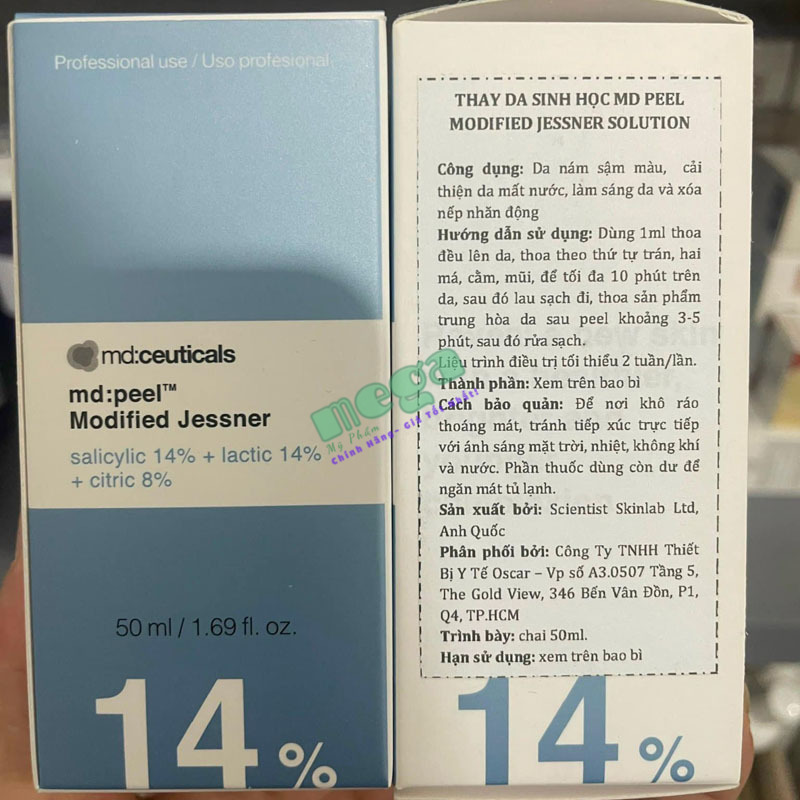 Professional use / Uso profesional
md:ceuticals
md:peel™
Modified Jessner
salicylic 14% + lactic 14%
+ citric 8%
50 ml / 1.69 fl. oz.
14%
THAY DA SINH HỌC MD PEEL
MODIFIED JESSNER SOLUTION
Công dụng: Da nám sậm màu, cải
thiện da mất nước, làm sáng da và xóa
nếp nhăn động
Hướng dẫn sử dụng: Dùng 1ml thoa
đều lên da, thoa theo thứ tự trán, hai
má, cằm, mũi, để tối đa 10 phút trên
da, sau đó lau sạch đi, thoa sản phẩm
trung hòa da sau peel khoảng 3-5
phút, sau đó rửa sạch.
Liệu trình điều trị tối thiểu 2 tuần/lần.
Thành phần: Xem trên bao bì
Cách bảo quản: Để nơi khô ráo
thoáng mát, tránh tiếp xúc trực tiếp
với ánh sáng mặt trời, nhiệt, không khí
và nước. Phần thuốc dùng còn dư để
ngăn mát tủ lạnh.
Sản xuất bởi: Scientist Skinlab Ltd,
Anh Quốc
Phân phối bởi: Công Ty TNHH Thiết
Bị Y Tế Oscar – Vp số A3.0507 Tầng 5,
The Gold View, 346 Bến Vân Đồn, P1,
Q4, TP.HCM
Trình bày: chai 50ml.
Hạn sử dụng: xem trên bao bì
14%
mega
Mỹ Phẩm
Chính Hãng - Giá Tốt Nhất!